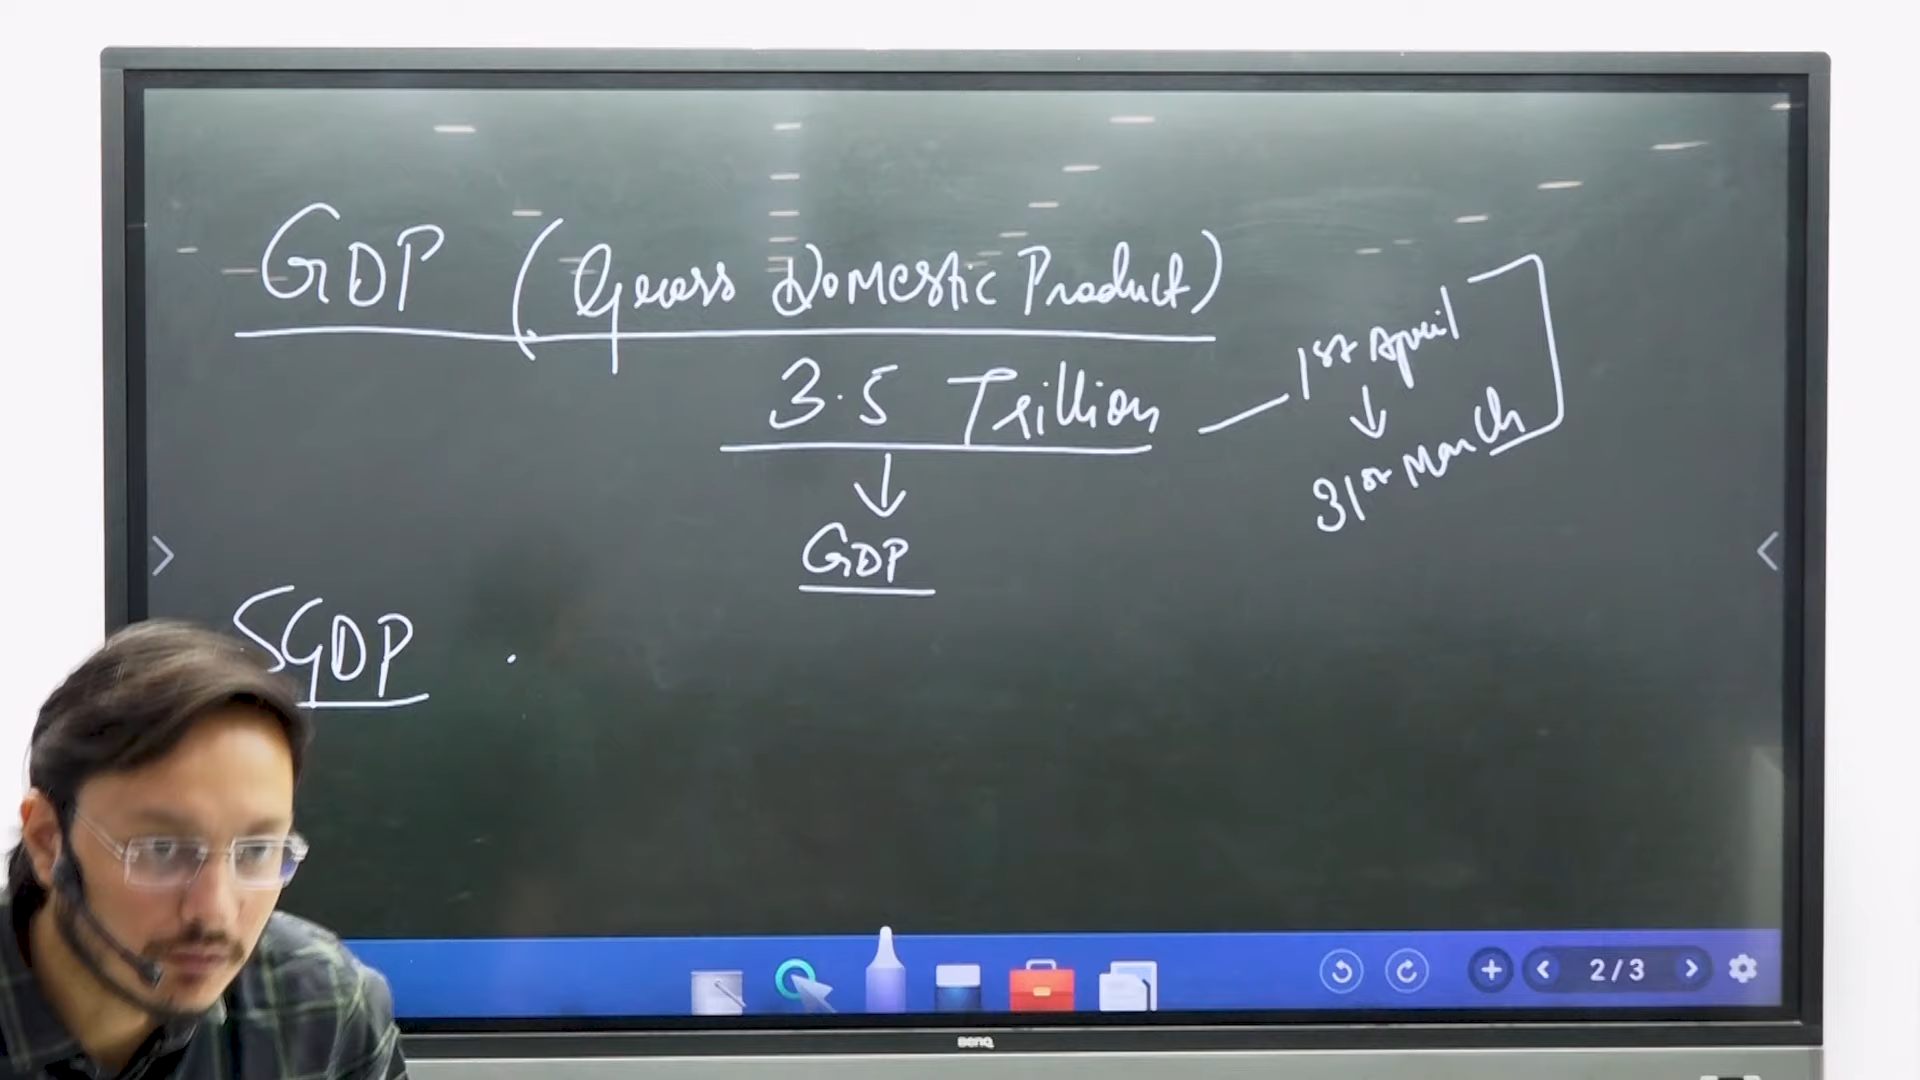 GDP (Gross Domestic Product)
3.5 Trillion
1st April
↓
31st March
↓
GDP
SGDP .
2/3
BenQ